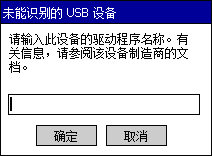 未能识别的 USB 设备
请输入此设备的驱动程序名称。有
关信息，请参阅该设备制造商的文
档。
确定
取消